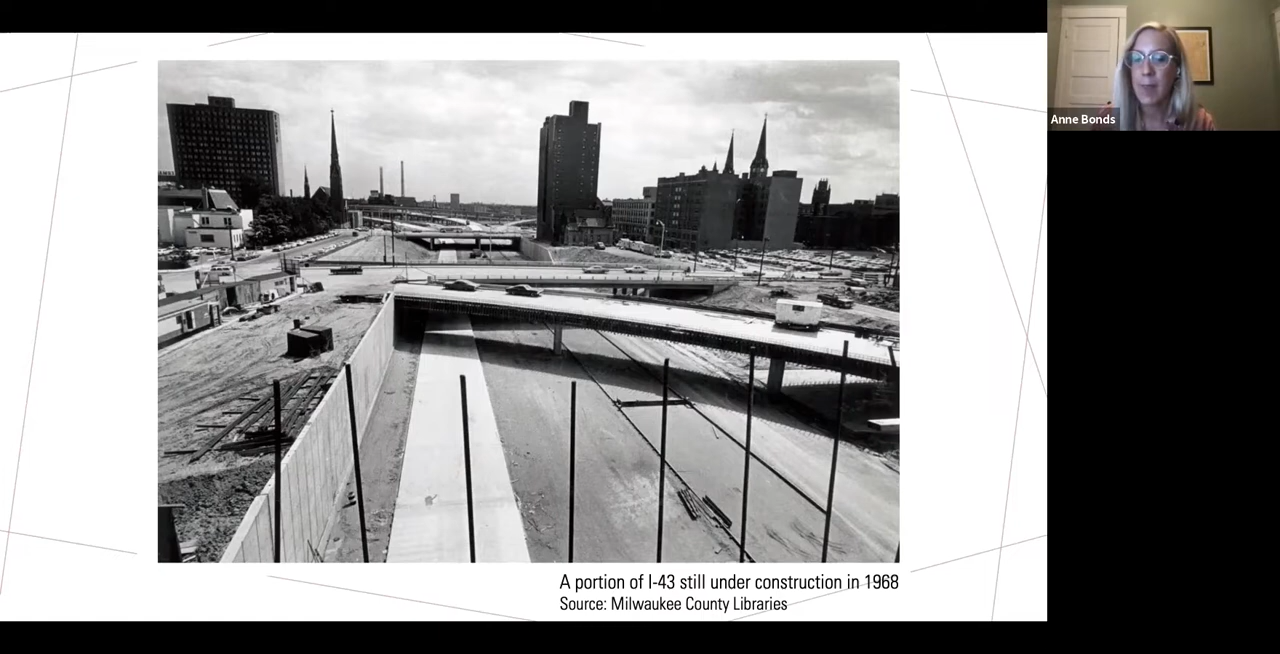 Anne Bonds
A portion of I-43 still under construction in 1968
Source: Milwaukee County Libraries